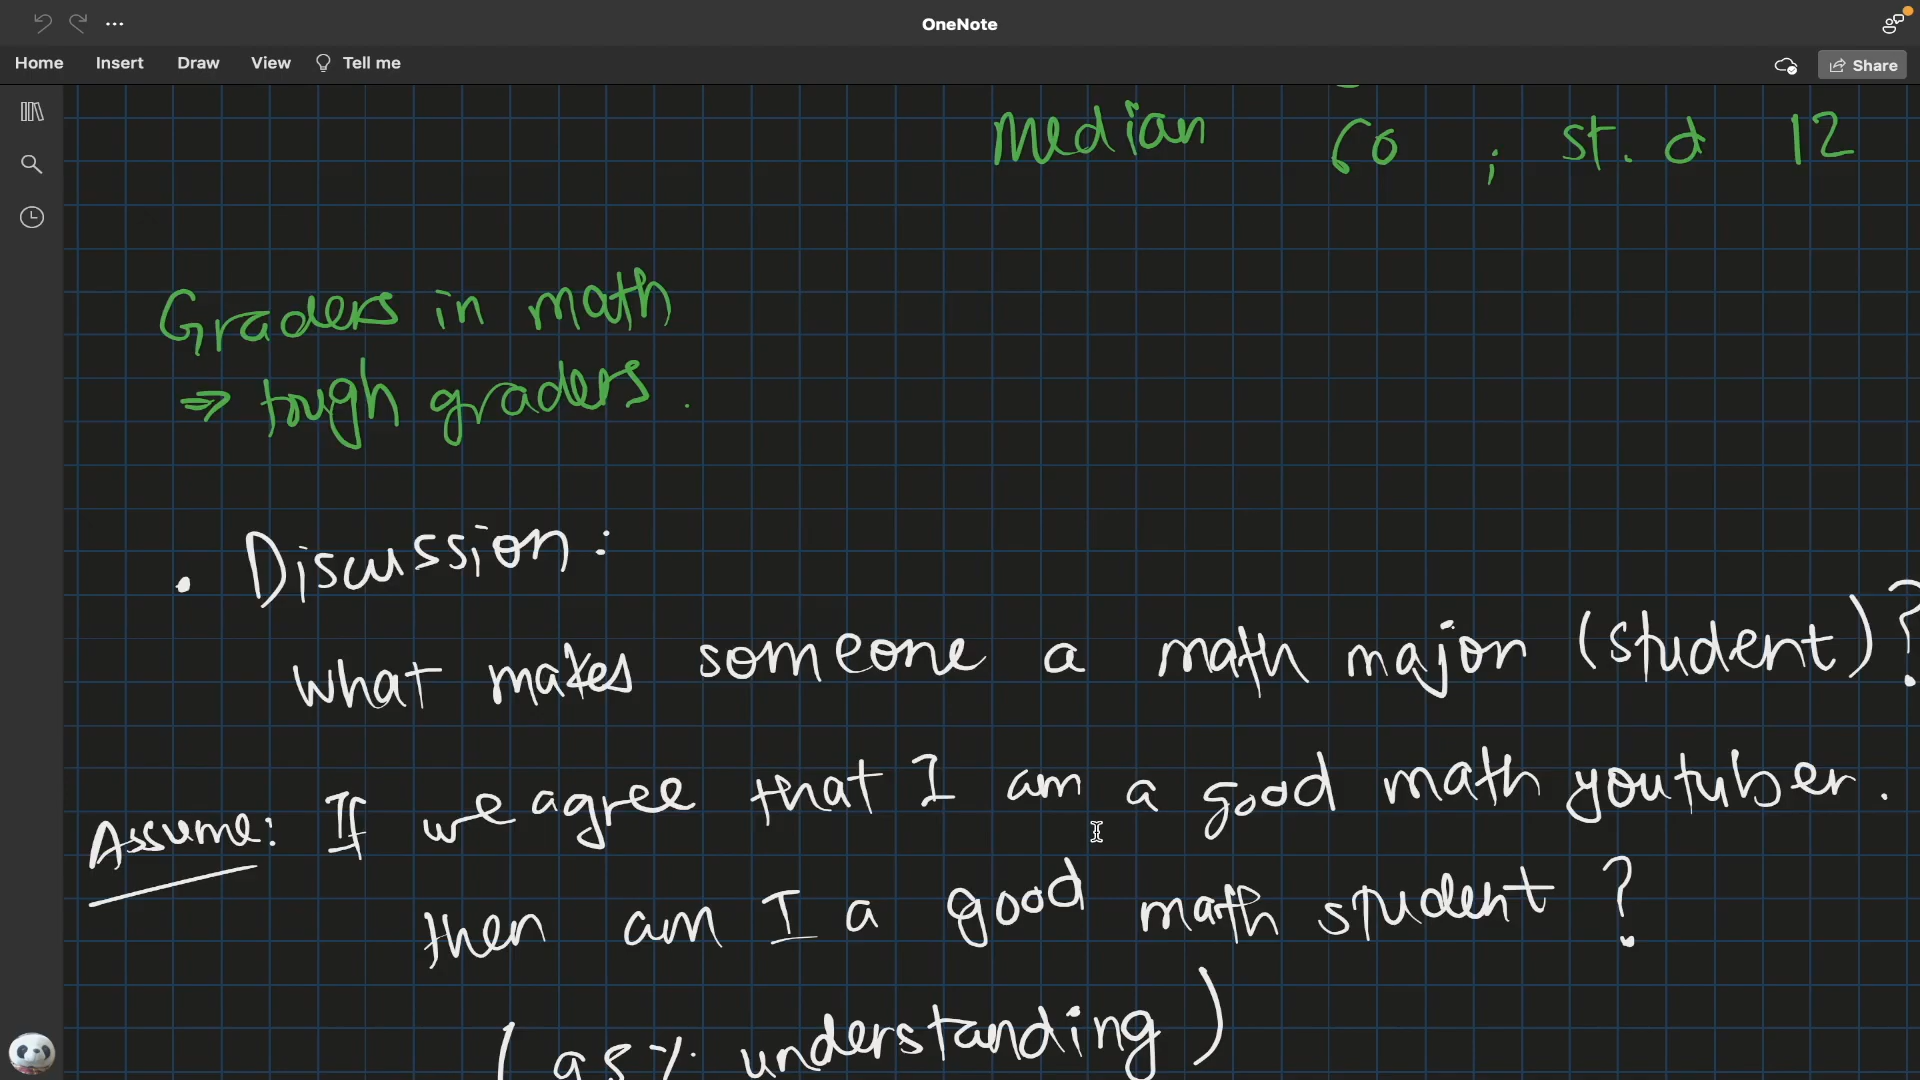 OneNote
Home Insert Draw View Tell me Share
Median 60 ; st. d 12
Graders in math
⇒ tough graders.
• Discussion:
What makes someone a math major (student)?
Assume: If we agree that I am a good math youtuber.
then am I a good math student?
(95% understanding)